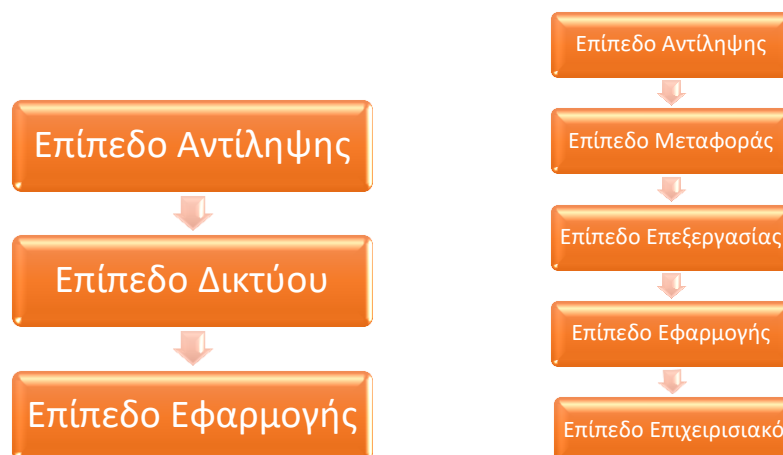 Επίπεδο Αντίληψης
Επίπεδο Δικτύου
Επίπεδο Εφαρμογής
Επίπεδο Αντίληψης
Επίπεδο Μεταφοράς
Επίπεδο Επεξεργασίας
Επίπεδο Εφαρμογής
Επίπεδο Επιχειρισιακό